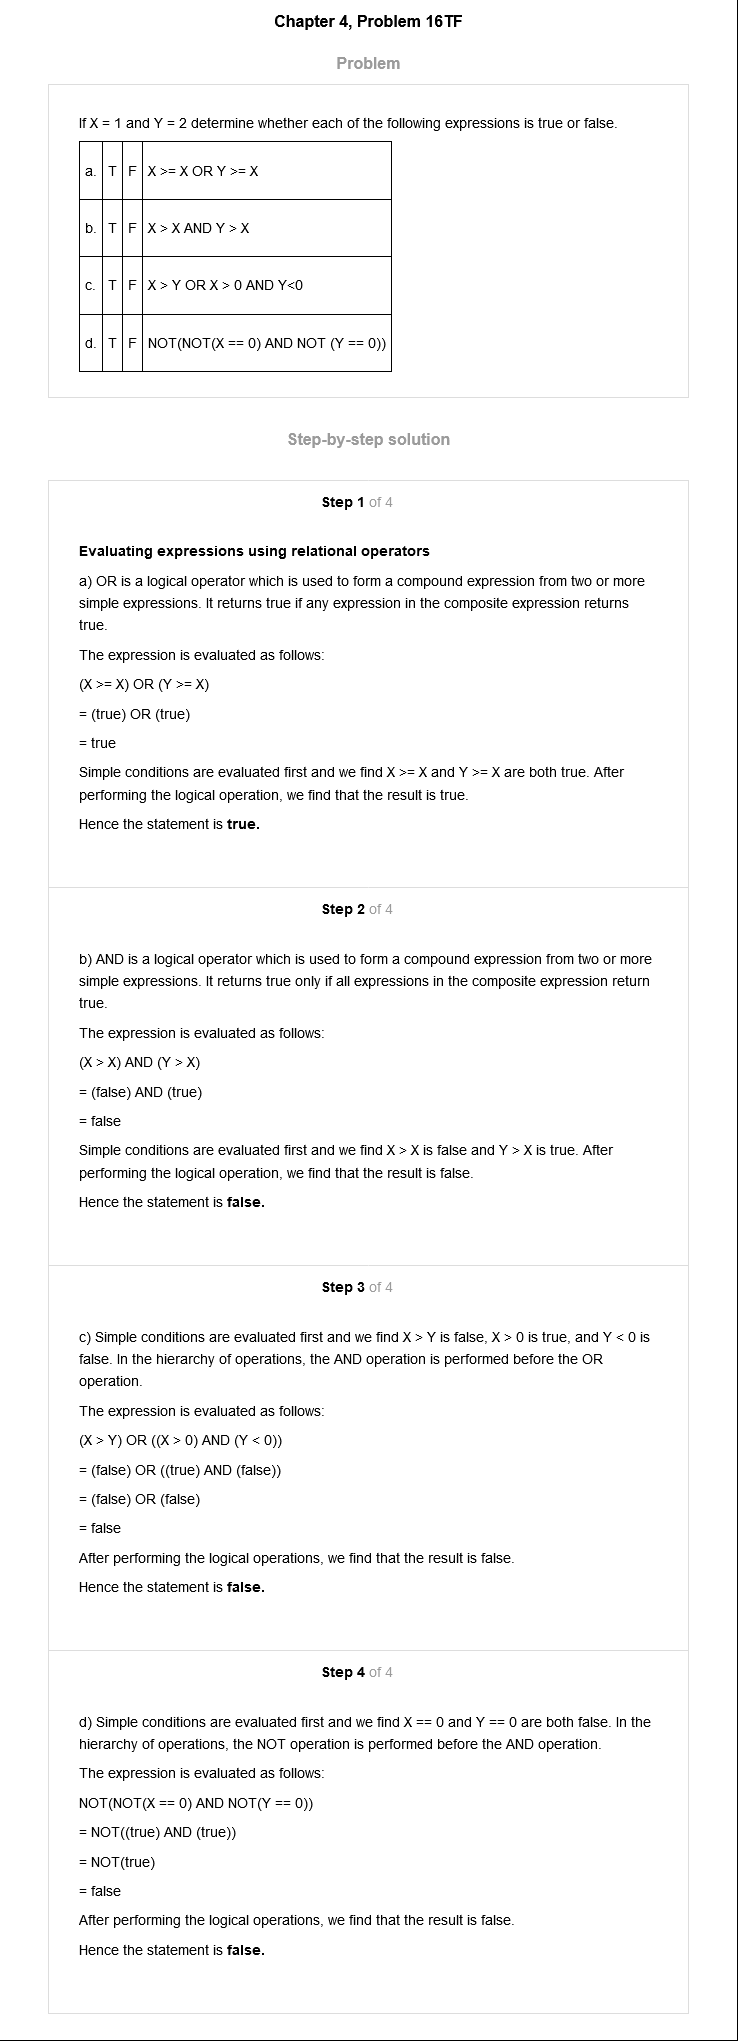 Chapter 4, Problem 16TF
Problem
If X = 1 and Y = 2 determine whether each of the following expressions is true or false.
a. T F X >= X OR Y >= X
b. T F X > X AND Y > X
c. T F X > Y OR X > 0 AND Y<0
d. T F NOT(NOT(X == 0) AND NOT (Y == 0))
Step-by-step solution
Step 1 of 4
Evaluating expressions using relational operators
a) OR is a logical operator which is used to form a compound expression from two or more
simple expressions. It returns true if any expression in the composite expression returns
true.
The expression is evaluated as follows:
(X >= X) OR (Y >= X)
= (true) OR (true)
= true
Simple conditions are evaluated first and we find X >= X and Y >= X are both true. After
performing the logical operation, we find that the result is true.
Hence the statement is true.
Step 2 of 4
b) AND is a logical operator which is used to form a compound expression from two or more
simple expressions. It returns true only if all expressions in the composite expression return
true.
The expression is evaluated as follows:
(X > X) AND (Y > X)
= (false) AND (true)
= false
Simple conditions are evaluated first and we find X > X is false and Y > X is true. After
performing the logical operation, we find that the result is false.
Hence the statement is false.
Step 3 of 4
c) Simple conditions are evaluated first and we find X > Y is false, X > 0 is true, and Y < 0 is
false. In the hierarchy of operations, the AND operation is performed before the OR
operation.
The expression is evaluated as follows:
(X > Y) OR ((X > 0) AND (Y < 0))
= (false) OR ((true) AND (false))
= (false) OR (false)
= false
After performing the logical operations, we find that the result is false.
Hence the statement is false.
Step 4 of 4
d) Simple conditions are evaluated first and we find X == 0 and Y == 0 are both false. In the
hierarchy of operations, the NOT operation is performed before the AND operation.
The expression is evaluated as follows:
NOT(NOT(X == 0) AND NOT(Y == 0))
= NOT((true) AND (true))
= NOT(true)
= false
After performing the logical operations, we find that the result is false.
Hence the statement is false.